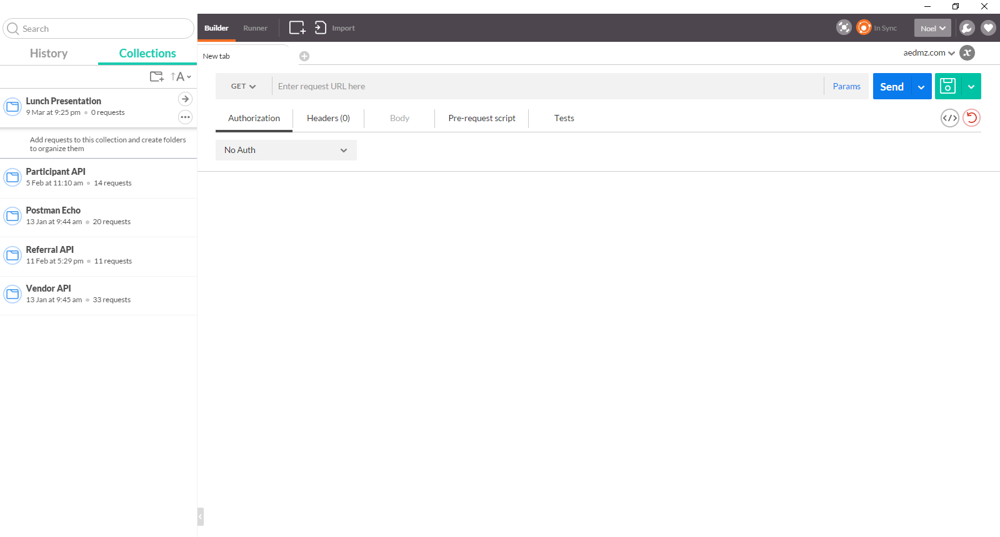 Search
History
Collections
A
Lunch Presentation
9 Mar at 9:25 pm 0 requests
Add requests to this collection and create folders
to organize them
Participant API
5 Feb at 11:10 am 14 requests
Postman Echo
13 Jan at 9:44 am 20 requests
Referral API
11 Feb at 5:29 pm 11 requests
Vendor API
13 Jan at 9:45 am 33 requests
Builder Runner Import In Sync Noel
New tab
aedmz.com x
GET Enter request URL here Params Send
Authorization Headers (0) Body Pre-request script Tests </>
No Auth